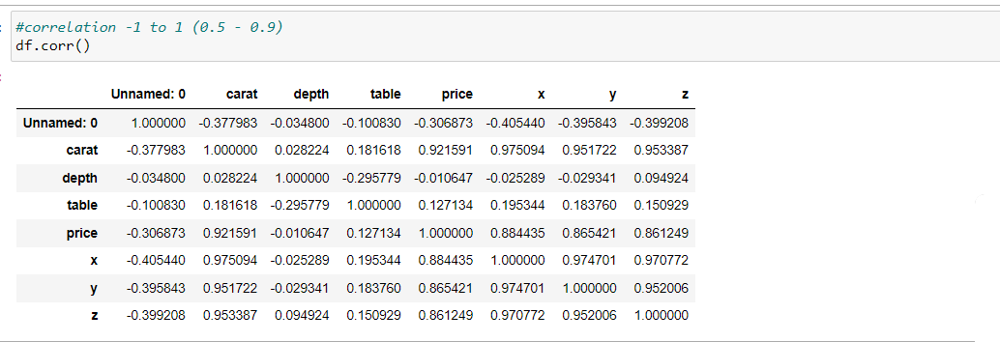 #correlation -1 to 1 (0.5 - 0.9)
df.corr()
Unnamed: 0 carat depth table price x y z
Unnamed: 0 1.000000 -0.377983 -0.034800 -0.100830 -0.306873 -0.405440 -0.395843 -0.399208
carat -0.377983 1.000000 0.028224 0.181618 0.921591 0.975094 0.951722 0.953387
depth -0.034800 0.028224 1.000000 -0.295779 -0.010647 -0.025289 -0.029341 0.094924
table -0.100830 0.181618 -0.295779 1.000000 0.127134 0.195344 0.183760 0.150929
price -0.306873 0.921591 -0.010647 0.127134 1.000000 0.884435 0.865421 0.861249
x -0.405440 0.975094 -0.025289 0.195344 0.884435 1.000000 0.974701 0.970772
y -0.395843 0.951722 -0.029341 0.183760 0.865421 0.974701 1.000000 0.952006
z -0.399208 0.953387 0.094924 0.150929 0.861249 0.970772 0.952006 1.000000